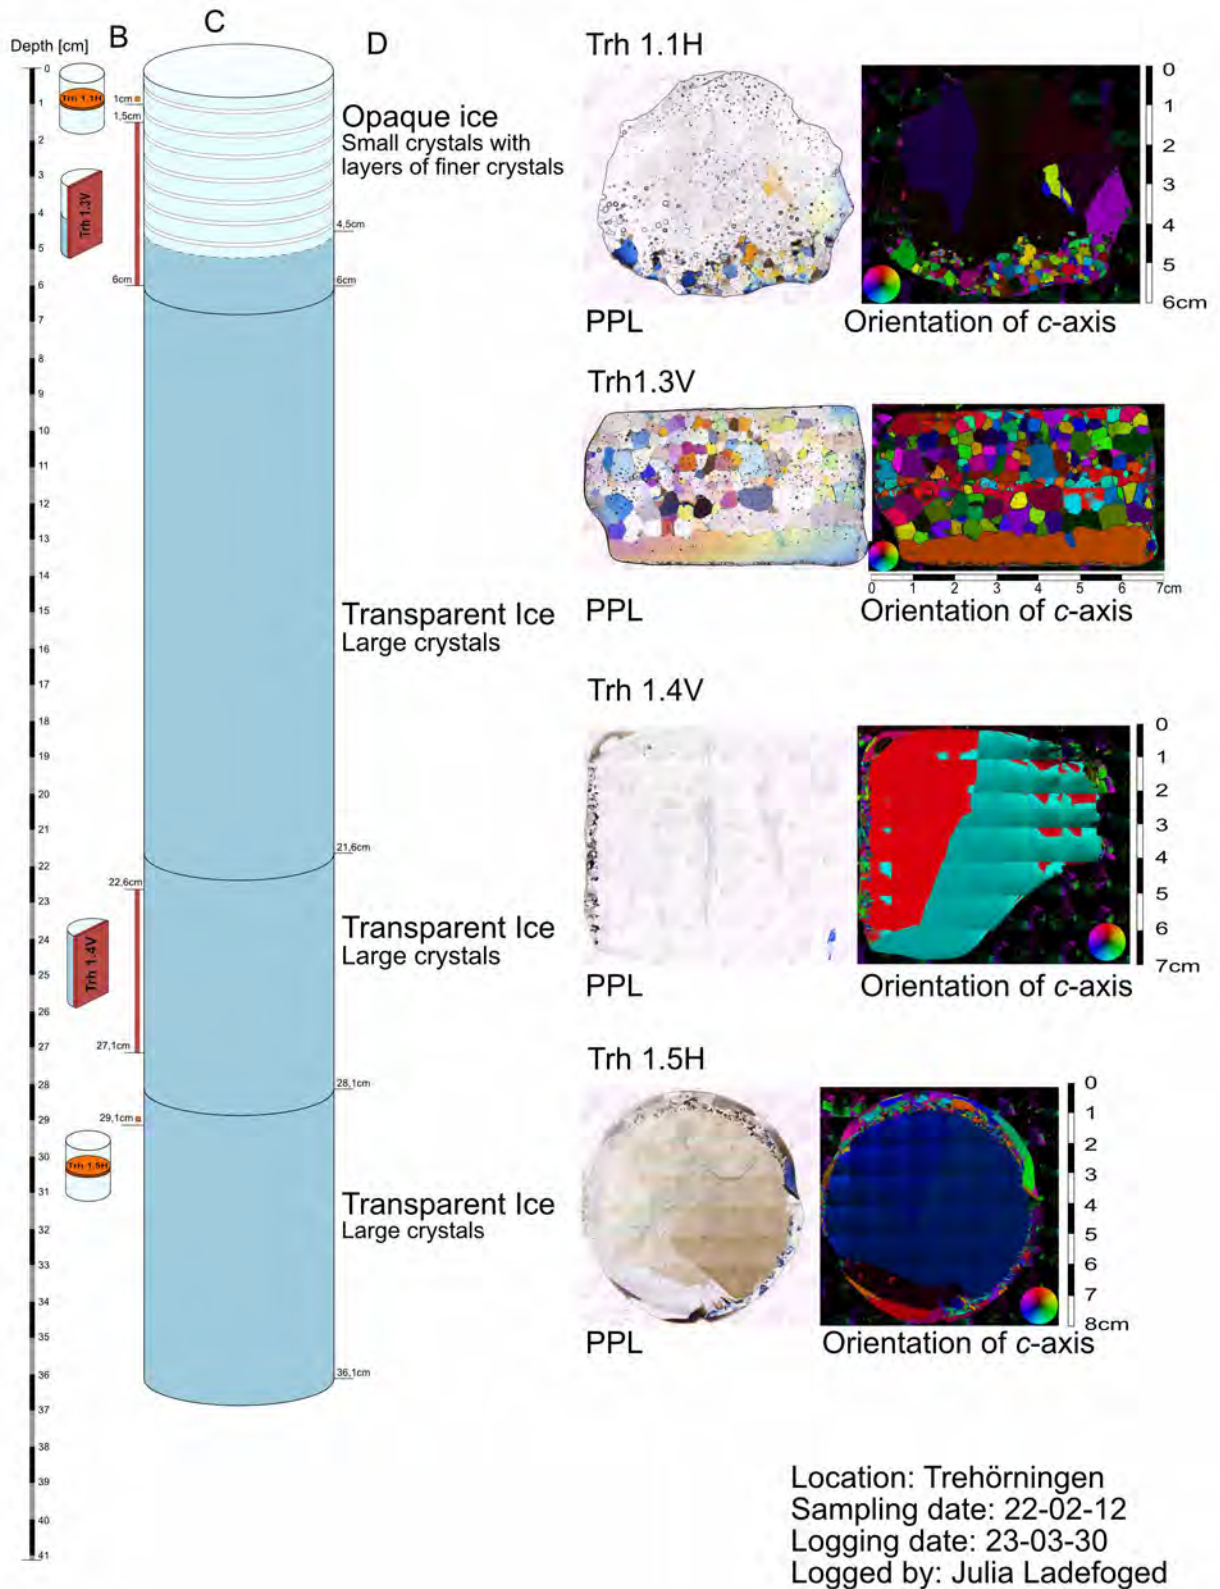 Depth [cm]
B
C
D
0
1
2
3
4
5
6
7
8
9
10
11
12
13
14
15
16
17
18
19
20
21
22
23
24
25
26
27
28
29
30
31
32
33
34
35
36
37
38
39
40
41
Trh 1.1H
1cm
1,5cm
Trh 1.3V
6cm
22,6cm
Trh 1.4V
27,1cm
29,1cm
Trh 1.5H
Opaque ice
Small crystals with
layers of finer crystals
4,5cm
6cm
Transparent Ice
Large crystals
21,6cm
Transparent Ice
Large crystals
28,1cm
Transparent Ice
Large crystals
36,1cm
Trh 1.1H
0
1
2
3
4
5
6cm
PPL
Orientation of c-axis
Trh1.3V
0 1 2 3 4 5 6 7cm
PPL
Orientation of c-axis
Trh 1.4V
0
1
2
3
4
5
6
7cm
PPL
Orientation of c-axis
Trh 1.5H
0
1
2
3
4
5
6
7
8cm
PPL
Orientation of c-axis
Location: Trehörningen
Sampling date: 22-02-12
Logging date: 23-03-30
Logged by: Julia Ladefoged